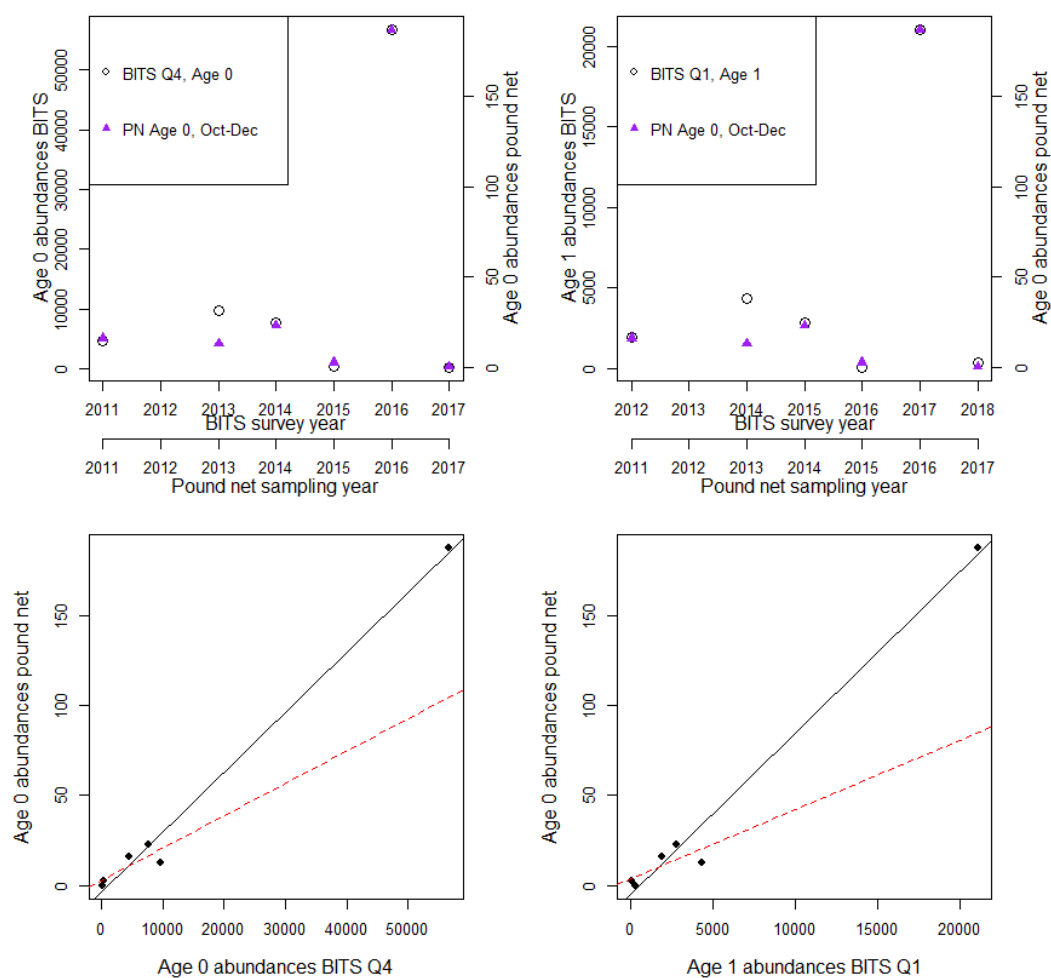 BITS Q4, Age 0
PN Age 0, Oct-Dec
Age 0 abundances BITS
0 10000 20000 30000 40000 50000
Age 0 abundances pound net
0 50 100 150
2011 2012 2013 2014 2015 2016 2017
BITS survey year
2011 2012 2013 2014 2015 2016 2017
Pound net sampling year
BITS Q1, Age 1
PN Age 0, Oct-Dec
Age 1 abundances BITS
0 5000 10000 15000 20000
Age 0 abundances pound net
0 50 100 150
2012 2013 2014 2015 2016 2017 2018
BITS survey year
2011 2012 2013 2014 2015 2016 2017
Pound net sampling year
Age 0 abundances pound net
0 50 100 150
0 10000 20000 30000 40000 50000
Age 0 abundances BITS Q4
Age 0 abundances pound net
0 50 100 150
0 5000 10000 15000 20000
Age 1 abundances BITS Q1